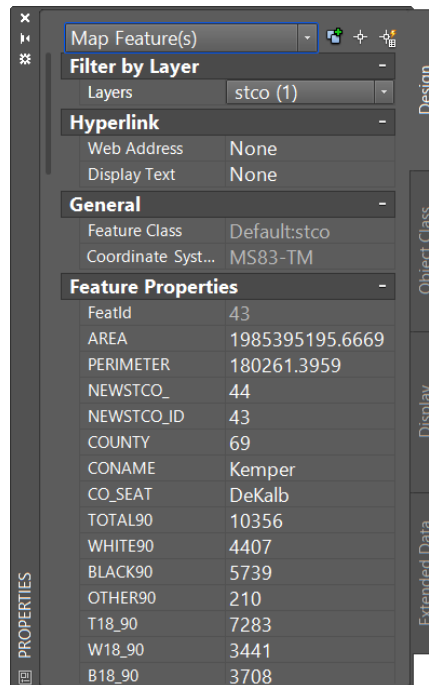 Map Feature(s)
Filter by Layer
Layers stco (1)
Hyperlink
Web Address None
Display Text None
General
Feature Class Default:stco
Coordinate Syst... MS83-TM
Feature Properties
FeatId 43
AREA 1985395195.6669
PERIMETER 180261.3959
NEWSTCO_ 44
NEWSTCO_ID 43
COUNTY 69
CONAME Kemper
CO_SEAT DeKalb
TOTAL90 10356
WHITE90 4407
BLACK90 5739
OTHER90 210
T18_90 7283
W18_90 3441
B18_90 3708
PROPERTIES
Design
Object Class
Display
Extended Data